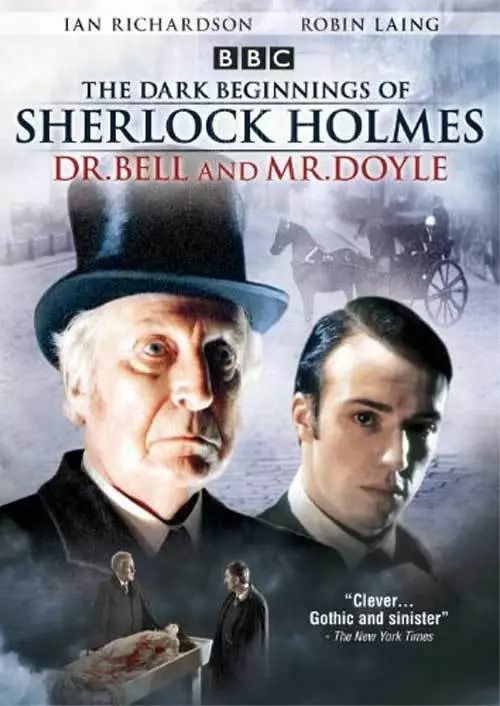 IAN RICHARDSON ROBIN LAING
BBC
THE DARK BEGINNINGS OF
SHERLOCK HOLMES
DR.BELL AND MR.DOYLE
“Clever...
Gothic and sinister”
- The New York Times